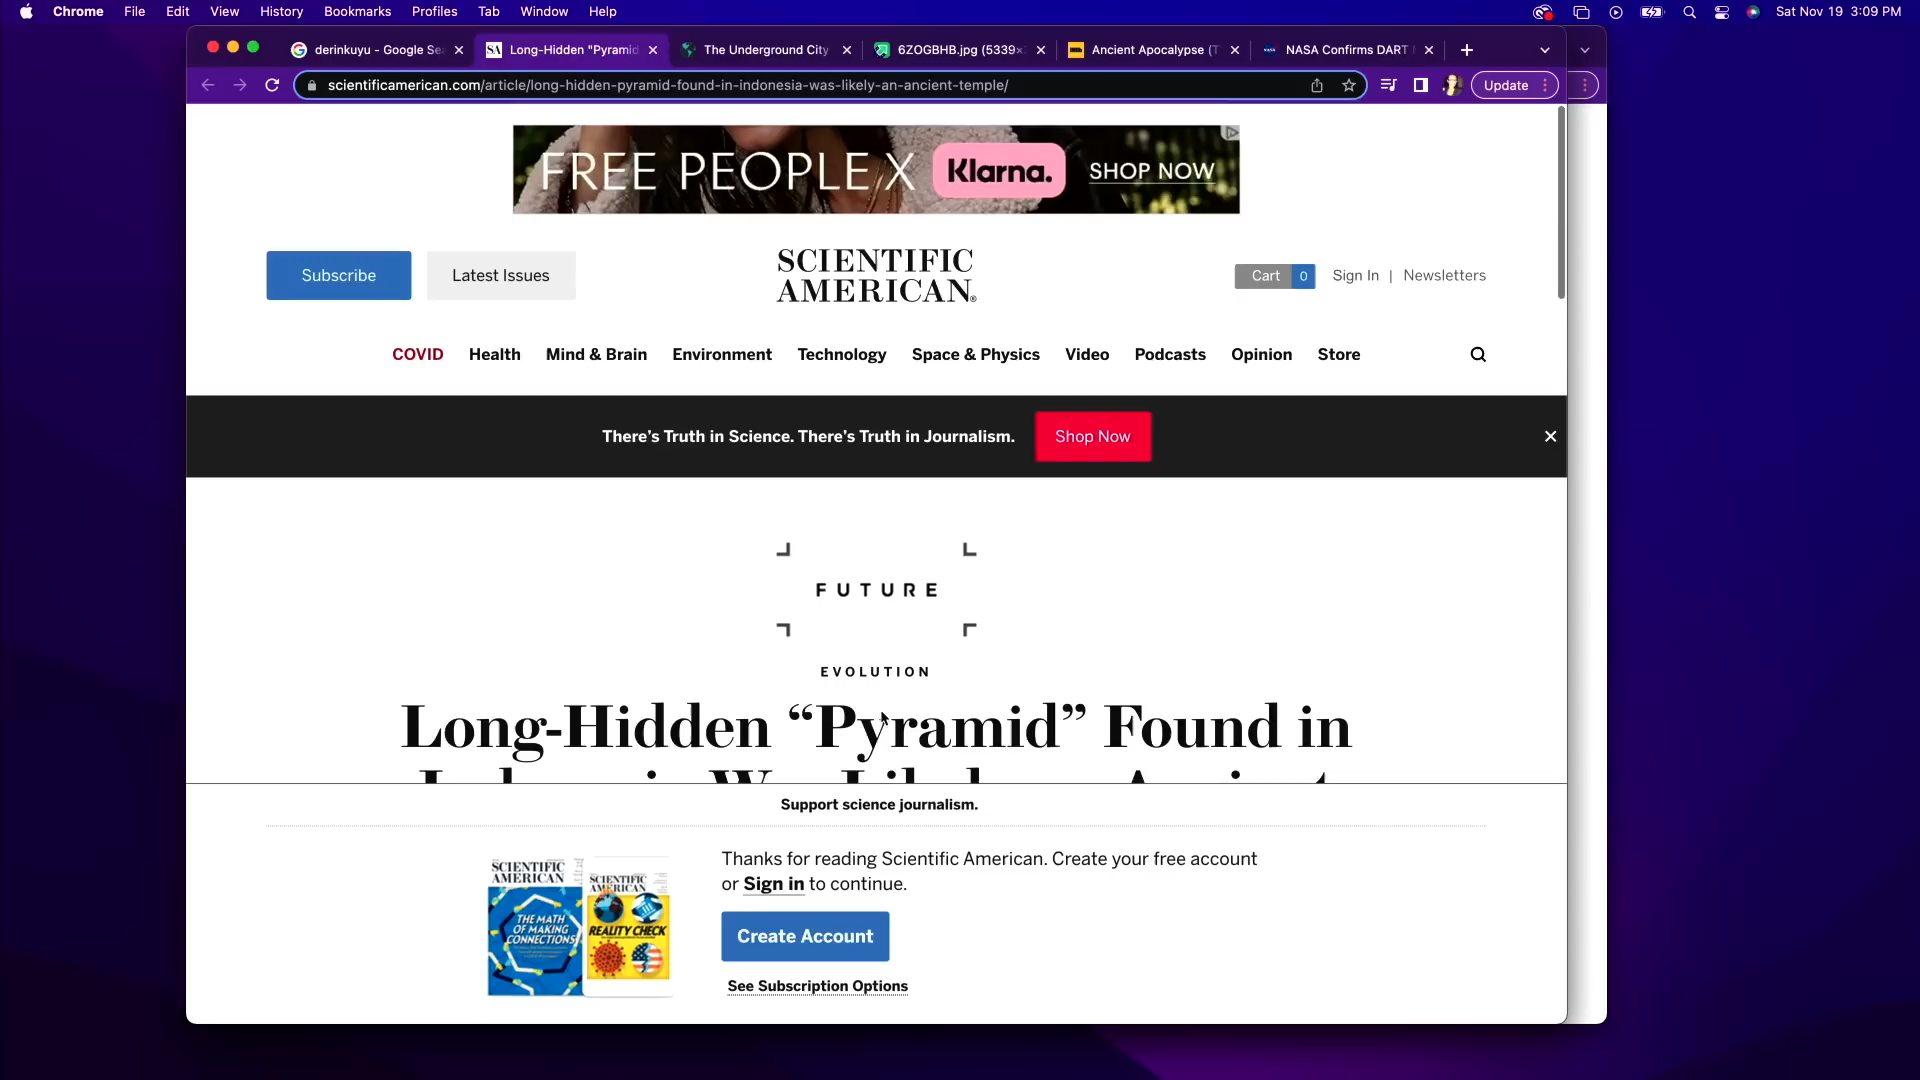 Chrome File Edit View History Bookmarks Profiles Tab Window Help Sat Nov 19 3:09 PM
derinkuyu - Google Se
Long-Hidden "Pyramid
The Underground City
6ZOGBHB.jpg (5339×
Ancient Apocalypse (T
NASA Confirms DART
scientificamerican.com/article/long-hidden-pyramid-found-in-indonesia-was-likely-an-ancient-temple/
Update
FREE PEOPLE X Klarna. SHOP NOW
Subscribe
Latest Issues
SCIENTIFIC
AMERICAN®
Cart 0 Sign In | Newsletters
COVID Health Mind & Brain Environment Technology Space & Physics Video Podcasts Opinion Store
There's Truth in Science. There's Truth in Journalism. Shop Now
FUTURE
EVOLUTION
Long-Hidden “Pyramid” Found in
Support science journalism.
Thanks for reading Scientific American. Create your free account
or Sign in to continue.
Create Account
See Subscription Options
SCIENTIFIC
AMERICAN
THE MATH
OF MAKING
CONNECTIONS
SCIENTIFIC
AMERICAN
REALITY CHECK